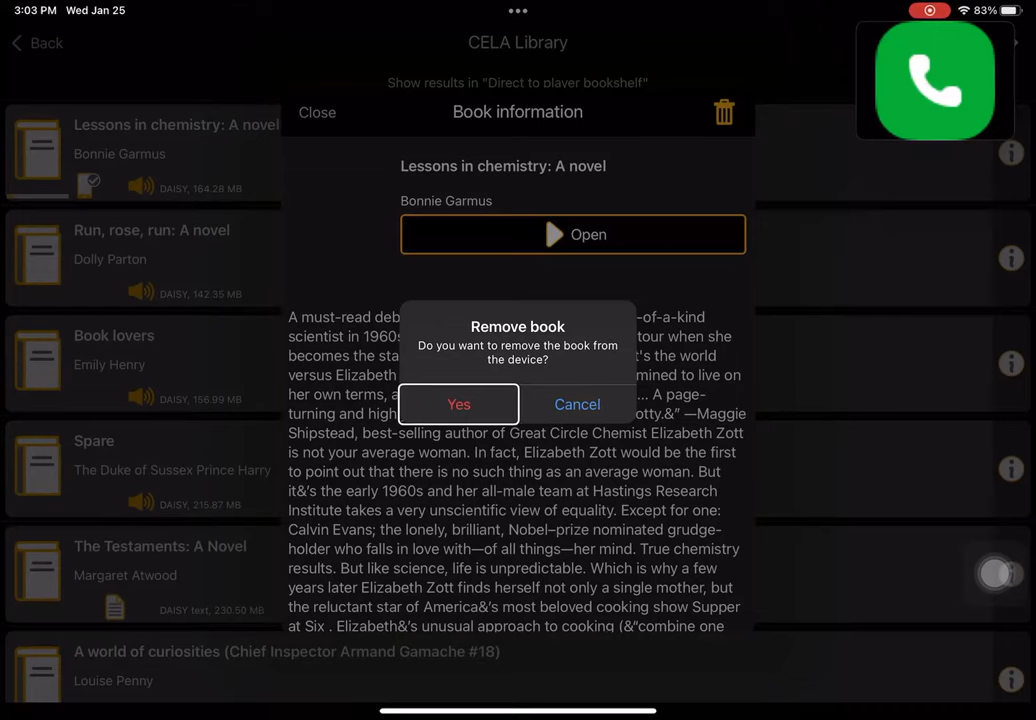 3:03 PM Wed Jan 25
83%
Back
CELA Library
Show results in "Direct to player bookshelf"
Close
Book information
Lessons in chemistry: A novel
Bonnie Garmus
DAISY, 164.28 MB
Run, rose, run: A novel
Dolly Parton
DAISY, 142.35 MB
Book lovers
Emily Henry
DAISY, 156.99 MB
Spare
The Duke of Sussex Prince Harry
DAISY, 215.87 MB
The Testaments: A Novel
Margaret Atwood
DAISY text, 230.50 MB
A world of curiosities (Chief Inspector Armand Gamache #18)
Louise Penny
Lessons in chemistry: A novel
Bonnie Garmus
Open
A must-read deb -of-a-kind
scientist in 1960s tour when she
becomes the sta 's the world
versus Elizabeth mined to live on
her own terms, a ... A page-
turning and high otty.&” —Maggie
Shipstead, best-selling author of Great Circle Chemist Elizabeth Zott
is not your average woman. In fact, Elizabeth Zott would be the first
to point out that there is no such thing as an average woman. But
it&'s the early 1960s and her all-male team at Hastings Research
Institute takes a very unscientific view of equality. Except for one:
Calvin Evans; the lonely, brilliant, Nobel–prize nominated grudge-
holder who falls in love with—of all things—her mind. True chemistry
results. But like science, life is unpredictable. Which is why a few
years later Elizabeth Zott finds herself not only a single mother, but
the reluctant star of America&'s most beloved cooking show Supper
at Six . Elizabeth&'s unusual approach to cooking (&“combine one
Remove book
Do you want to remove the book from
the device?
Yes
Cancel